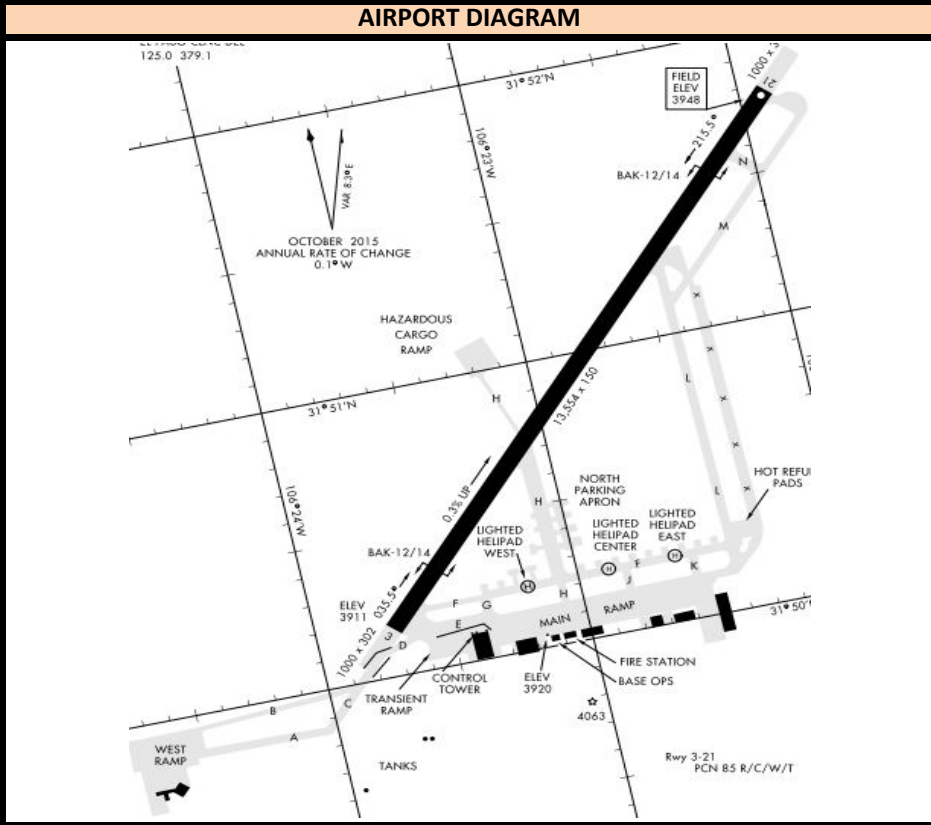 AIRPORT DIAGRAM
125.0 379.1
31°52'N
FIELD
ELEV
3948
21
215.5°
BAK-12/14
N
106°23'W
VAR 8.3° E
OCTOBER 2015
ANNUAL RATE OF CHANGE
0.1° W
M
HAZARDOUS
CARGO
RAMP
X
31°51'N
H
13,554 x 150
L
X
X
X
106°24'W
0.3% UP
NORTH
PARKING
APRON
HOT REFU
PADS
L
H
LIGHTED
HELIPAD
WEST
LIGHTED
HELIPAD
CENTER
LIGHTED
HELIPAD
EAST
BAK-12/14
035.5°
H
H
H
F
J
K
ELEV
3911
F
G
H
E
MAIN RAMP
31°50'
3
D
1000 x 302
CONTROL
TOWER
TRANSIENT
RAMP
ELEV
3920
FIRE STATION
BASE OPS
4063
B
C
A
WEST
RAMP
TANKS
Rwy 3-21
PCN 85 R/C/W/T